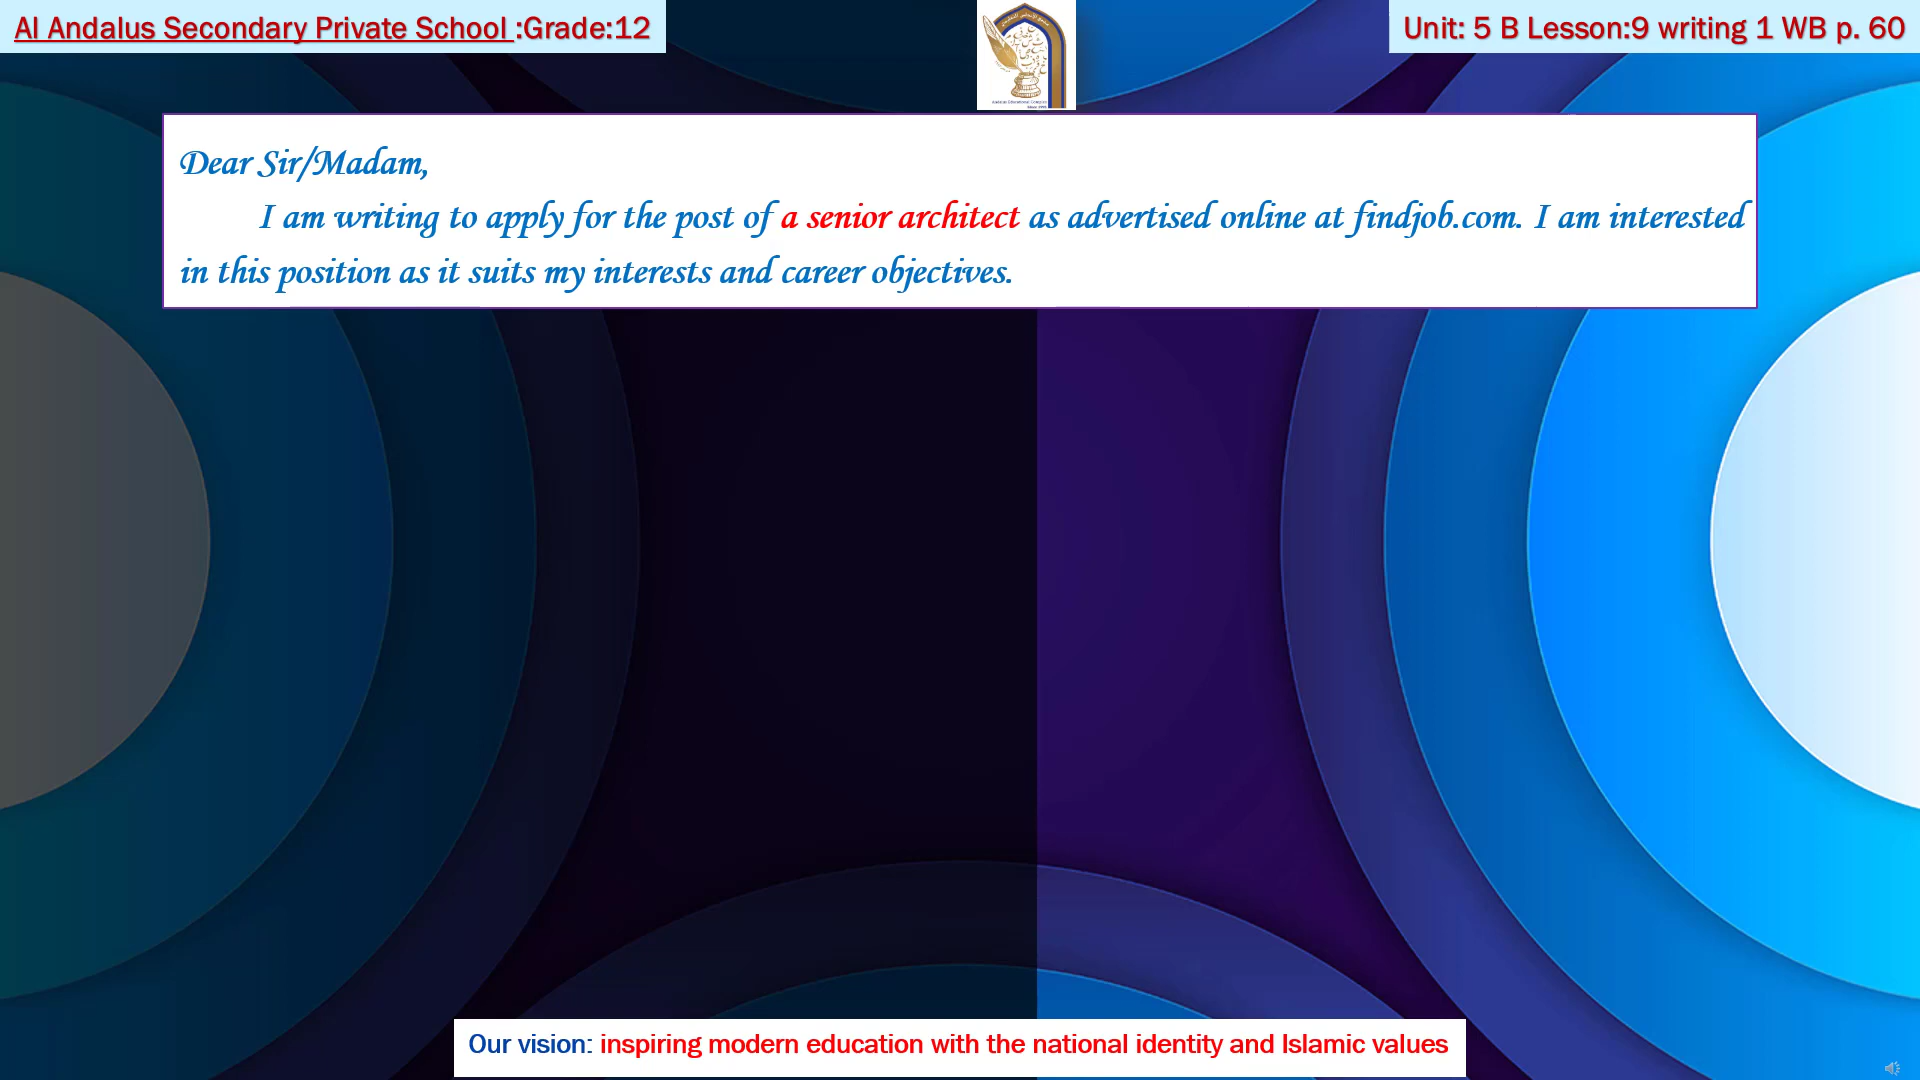 Al Andalus Secondary Private School :Grade:12
Unit: 5 B Lesson:9 writing 1 WB p. 60
Dear Sir/Madam,
I am writing to apply for the post of a senior architect as advertised online at findjob.com. I am interested
in this position as it suits my interests and career objectives.
Our vision: inspiring modern education with the national identity and Islamic values